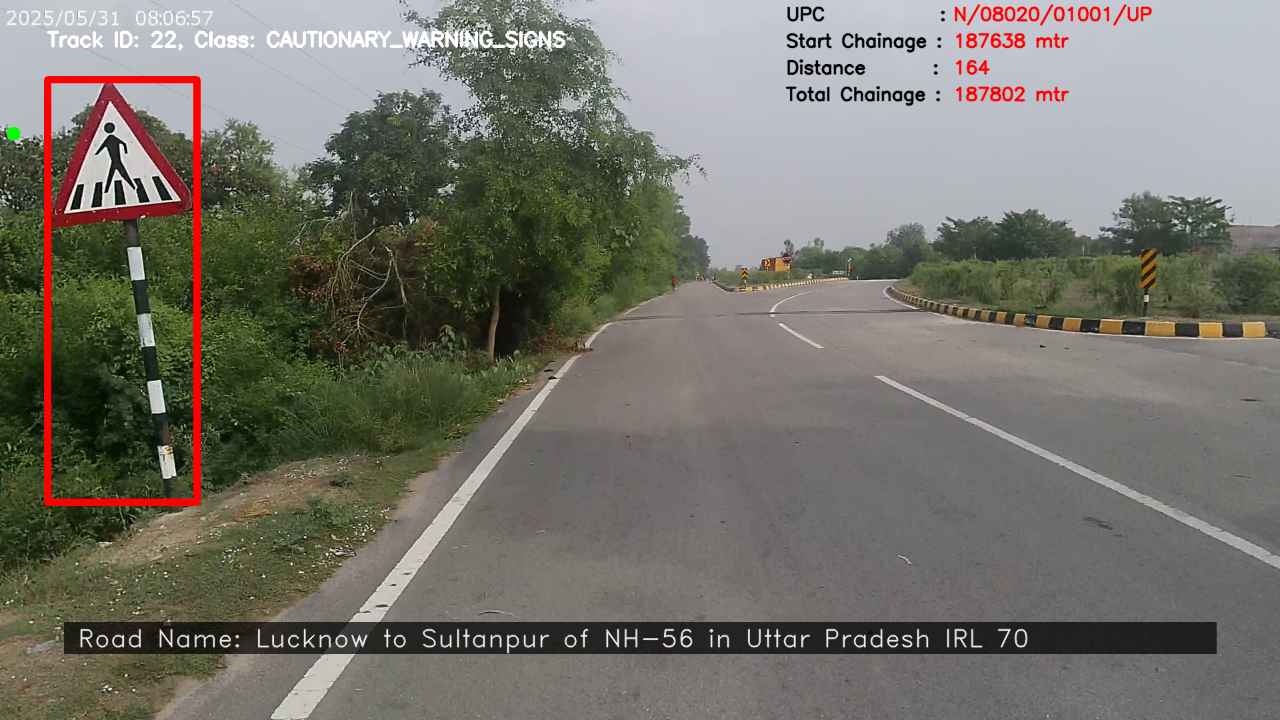 2025/05/31 08:06:57
Track ID: 22, Class: CAUTIONARY_WARNING_SIGNS
UPC : N/08020/01001/UP
Start Chainage : 187638 mtr
Distance : 164
Total Chainage : 187802 mtr
Road Name: Lucknow to Sultanpur of NH-56 in Uttar Pradesh IRL 70